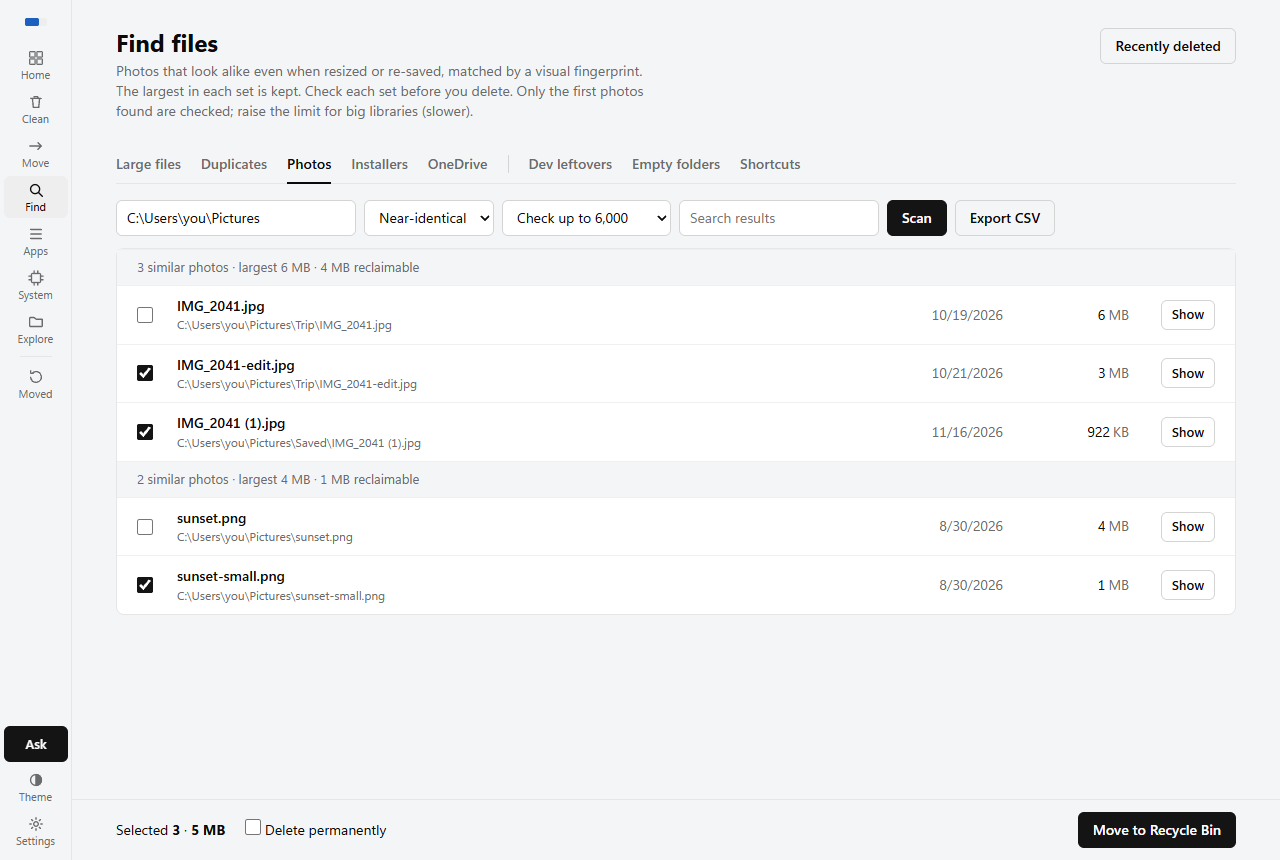 Home
Clean
Move
Find
Apps
System
Explore
Moved
Ask
Theme
Settings
Find files
Recently deleted
Photos that look alike even when resized or re-saved, matched by a visual fingerprint.
The largest in each set is kept. Check each set before you delete. Only the first photos
found are checked; raise the limit for big libraries (slower).
Large files Duplicates Photos Installers OneDrive Dev leftovers Empty folders Shortcuts
C:\Users\you\Pictures Near-identical Check up to 6,000 Search results Scan Export CSV
3 similar photos · largest 6 MB · 4 MB reclaimable
IMG_2041.jpg
C:\Users\you\Pictures\Trip\IMG_2041.jpg
10/19/2026 6 MB Show
IMG_2041-edit.jpg
C:\Users\you\Pictures\Trip\IMG_2041-edit.jpg
10/21/2026 3 MB Show
IMG_2041 (1).jpg
C:\Users\you\Pictures\Saved\IMG_2041 (1).jpg
11/16/2026 922 KB Show
2 similar photos · largest 4 MB · 1 MB reclaimable
sunset.png
C:\Users\you\Pictures\sunset.png
8/30/2026 4 MB Show
sunset-small.png
C:\Users\you\Pictures\sunset-small.png
8/30/2026 1 MB Show
Selected 3 · 5 MB Delete permanently Move to Recycle Bin